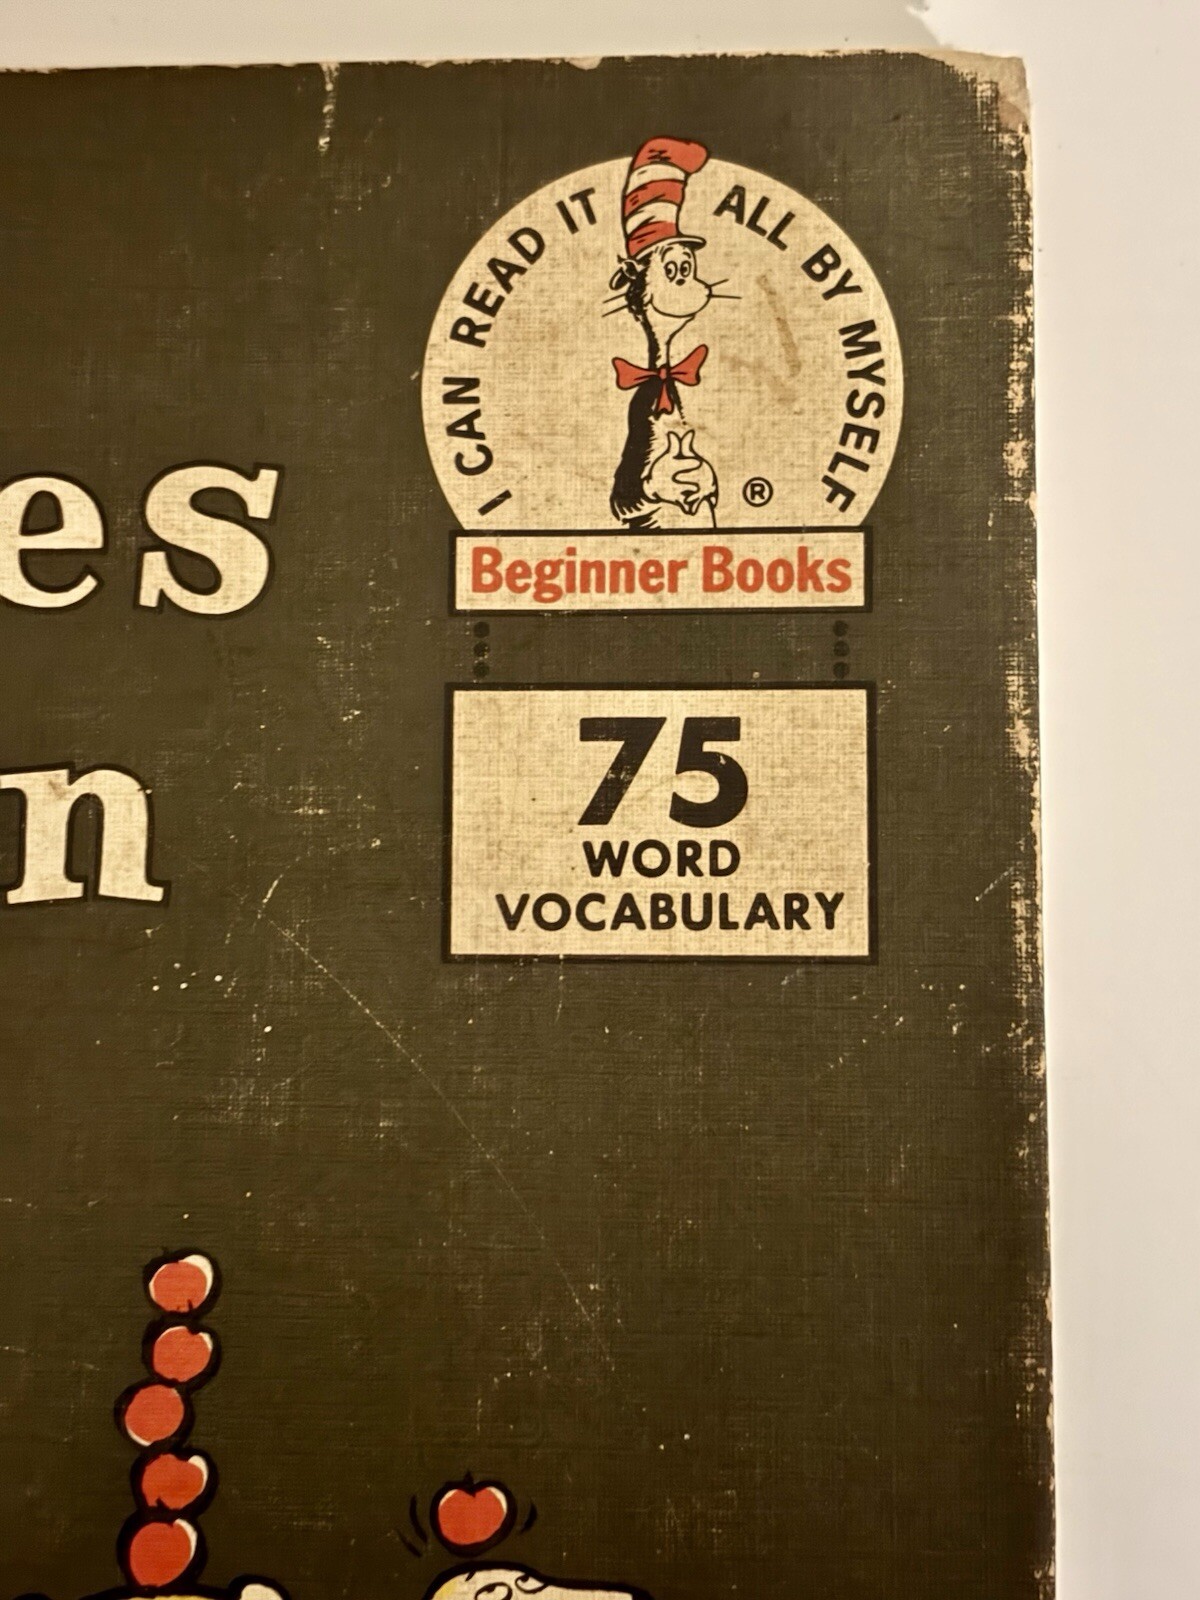 I CAN READ IT ALL BY MYSELF
®
Beginner Books
es
n
75
WORD
VOCABULARY